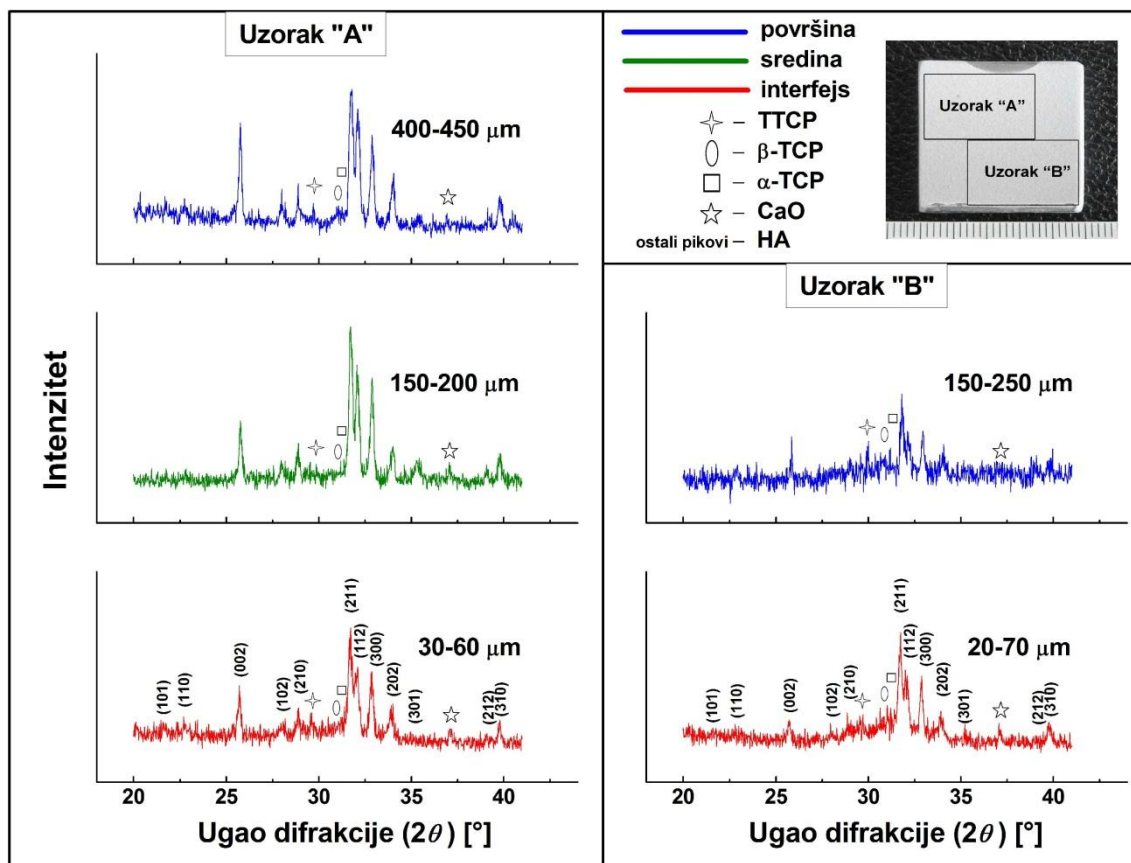 Uzorak "A"
400-450 μm
150-200 μm
30-60 μm
(101)
(110)
(002)
(102)
(210)
(211)
(112)
(300)
(202)
(301)
(212)
(310)
20 25 30 35 40
Intenzitet
Ugao difrakcije (2θ) [°]
površina
sredina
interfejs
– TTCP
– β-TCP
– α-TCP
– CaO
ostali pikovi – HA
Uzorak “A”
Uzorak “B”
Uzorak "B"
150-250 μm
20-70 μm
(101)
(110)
(002)
(102)
(210)
(211)
(112)
(300)
(202)
(301)
(212)
(310)
20 25 30 35 40
Ugao difrakcije (2θ) [°]